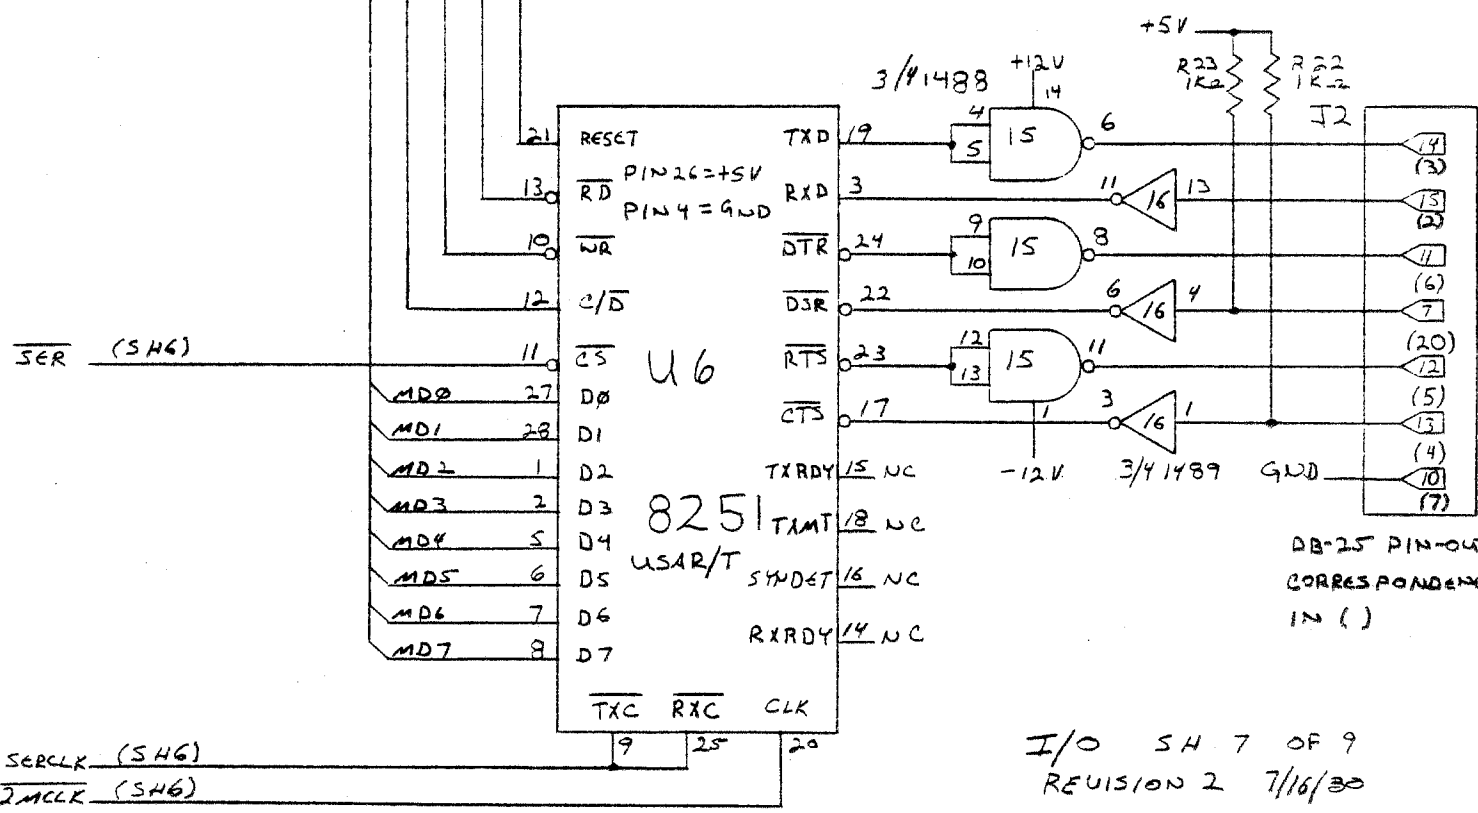 +5V
R23
1KΩ
R22
1KΩ
3/4 1488
+12V
14
J2
21 RESET TXD 19 4 5 15 6 14 (3)
PIN 26=+5V
13 RD RXD 3 11 16 13 15 (2)
PIN 4=GND
10 WR DTR 24 9 10 15 8 11 (6)
12 C/D DSR 22 6 16 4 7 (20)
SER (SH6) 11 CS U6 RTS 23 12 13 15 11 12 (5)
MDØ 27 DØ CTS 17 1 3 16 1 13 (4)
MD1 28 D1
-12V 3/4 1489 GND 10 (7)
MD2 1 D2 TXRDY 15 NC
MD3 2 D3 8251 TXMT 18 NC
MD4 5 D4 USAR/T
MD5 6 D5 SYNDET 16 NC
MD6 7 D6
MD7 8 D7 RXRDY 14 NC
DB-25 PIN-OU
CORRESPONDEN
IN ( )
TXC RXC CLK
9 25 20
SERCLK (SH6)
2MCLK (SH6)
I/O SH 7 OF 9
REVISION 2 7/16/80